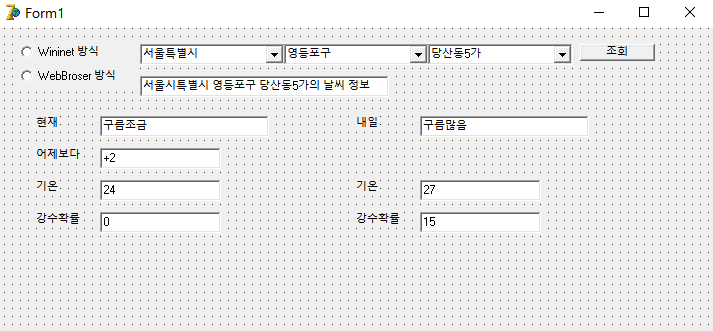 Form1
Wininet 방식 서울특별시 영등포구 당산동5가 조회
WebBroser 방식
서울시특별시 영등포구 당산동5가의 날씨 정보
현재 구름조금 내일 구름많음
어제보다 +2
기온 24 기온 27
강수확률 0 강수확률 15